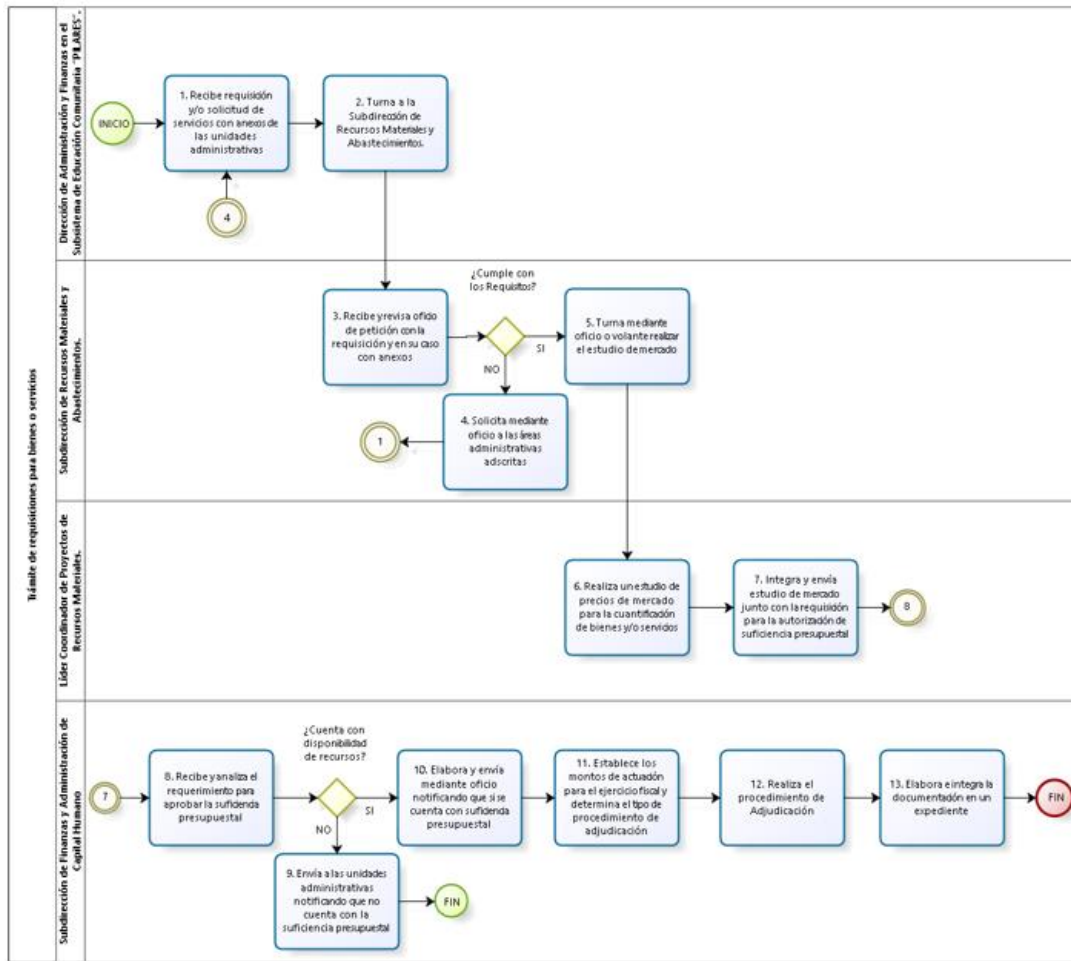 Trámite de requisiciones para bienes o servicios
Dirección de Administración y Finanzas en el
Subsistema de Educación Comunitaria "PILARES".
INICIO
1. Recibe requisición
y/o solicitud de
servicios con anexos de
las unidades
administrativas
2. Turna a la
Subdirección de
Recursos Materiales y
Abastecimientos.
4
Subdirección de Recursos Materiales y
Abastecimientos.
3. Recibe y revisa oficio
de petición con la
requisición y en su caso
con anexos
¿Cumple con
los Requisitos?
SI
NO
5. Turna mediante
oficio o volante realizar
el estudio de mercado
4. Solicita mediante
oficio a las áreas
administrativas
adscritas
1
Líder Coordinador de Proyectos de
Recursos Materiales.
6. Realiza un estudio de
precios de mercado
para la cuantificación
de bienes y/o servicios
7. Integra y envía
estudio de mercado
junto con la requisición
para la autorización de
suficiencia presupuestal
8
Subdirección de Finanzas y Administración de
Capital Humano
7
8. Recibe y analiza el
requerimiento para
aprobar la suficiencia
presupuestal
¿Cuenta con
disponibilidad
de recursos?
SI
NO
10. Elabora y envía
mediante oficio
notificando que si se
cuenta con suficiencia
presupuestal
11. Establece los
montos de actuación
para el ejercicio fiscal y
determina el tipo de
procedimiento de
adjudicación
12. Realiza el
procedimiento de
Adjudicación
13. Elabora e integra la
documentación en un
expediente
FIN
9. Envía a las unidades
administrativas
notificando que no
cuenta con la
suficiencia presupuestal
FIN